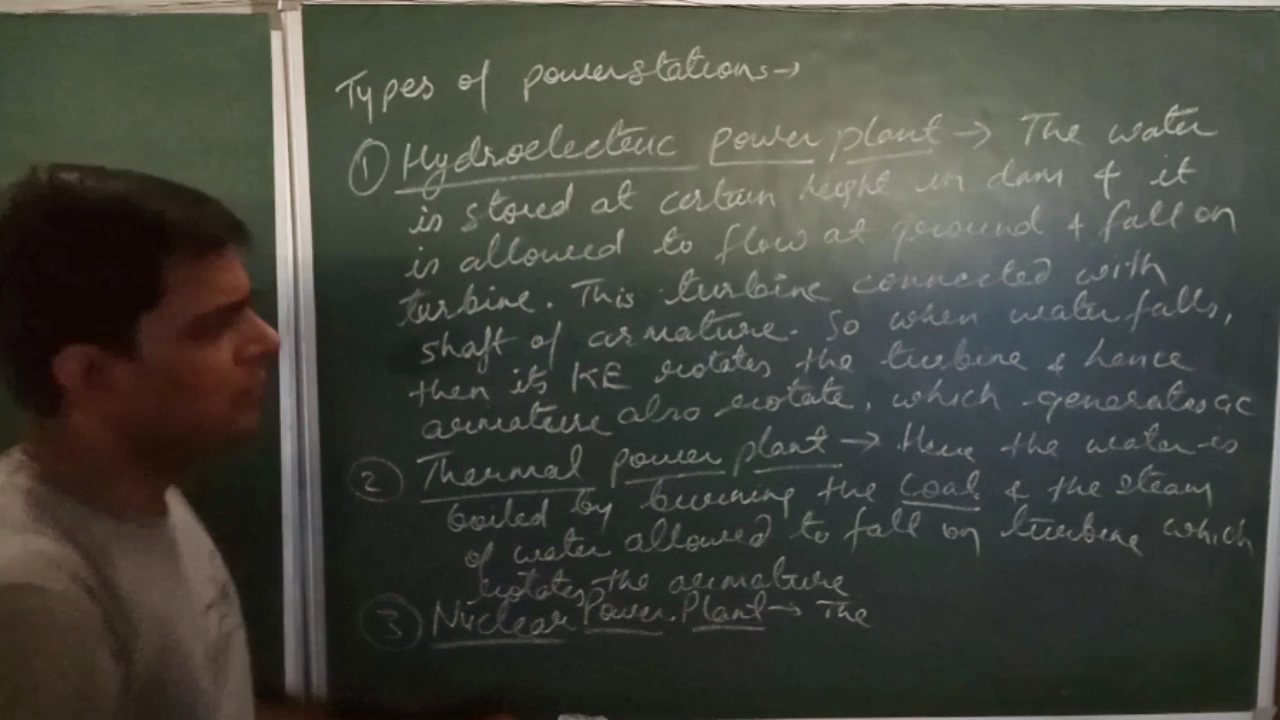 Types of powerstations→
① Hydroelectric power plant → The water
is stored at certain height in dam & it
is allowed to flow at ground & fall on
turbine. This turbine connected with
shaft of armature. So when water falls,
then its KE rotates the turbine & hence
armature also rotate, which generates ac
② Thermal power plant → Here the water is
boiled by burning the coal & the steam
of water allowed to fall on turbine which
rotates the armature
③ Nuclear Power Plant → The